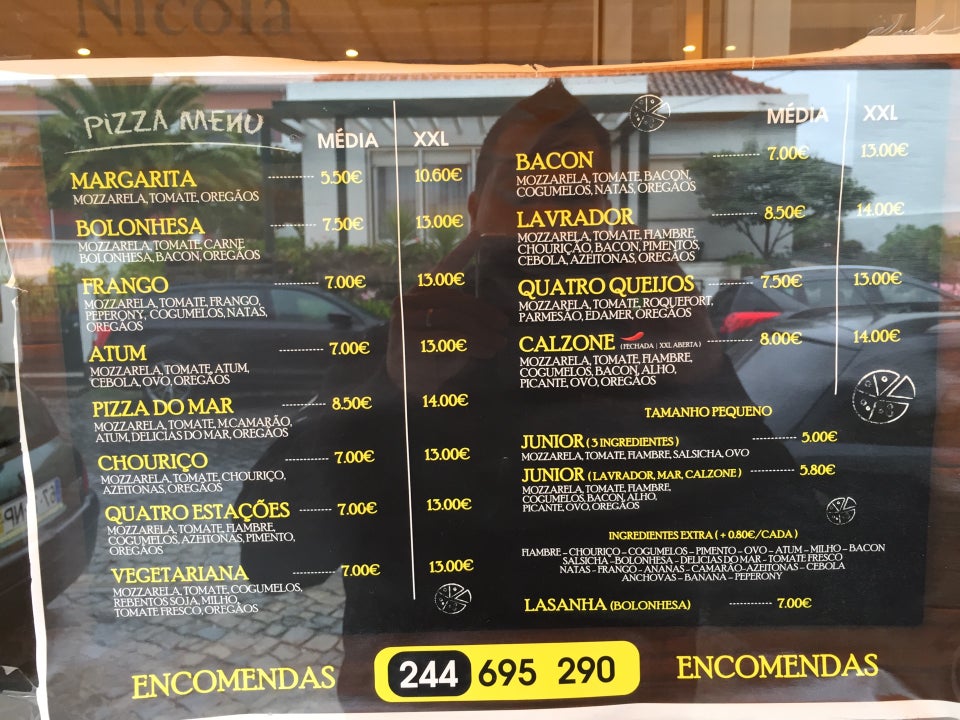 Nicola
PIZZA MENU
MÉDIA XXL
MARGARITA ---------- 5.50€ 10.60€
MOZZARELA, TOMATE, OREGÃOS
BOLONHESA ---------- 7.50€ 13.00€
MOZZARELA, TOMATE, CARNE
BOLONHESA, BACON, OREGÃOS
FRANGO ---------- 7.00€ 13.00€
MOZZARELA, TOMATE, FRANGO,
PEPERONY, COGUMELOS, NATAS,
OREGÃOS
ATUM ---------- 7.00€ 13.00€
MOZZARELA, TOMATE, ATUM,
CEBOLA, OVO, OREGÃOS
PIZZA DO MAR ---------- 8.50€ 14.00€
MOZZARELA, TOMATE, M.CAMARÃO,
ATUM, DELICIAS DO MAR, OREGÃOS
CHOURIÇO ---------- 7.00€ 13.00€
MOZZARELA, TOMATE, CHOURIÇO,
AZEITONAS, OREGÃOS
QUATRO ESTAÇÕES ---------- 7.00€ 13.00€
MOZZARELA, TOMATE, FIAMBRE,
COGUMELOS, AZEITONAS, PIMENTO,
OREGÃOS
VEGETARIANA ---------- 7.00€ 13.00€
MOZZARELA, TOMATE, COGUMELOS,
REBENTOS SOJA, MILHO,
TOMATE FRESCO, OREGÃOS
MÉDIA XXL
BACON ---------- 7.00€ 13.00€
MOZZARELA, TOMATE, BACON,
COGUMELOS, NATAS, OREGÃOS
LAVRADOR ---------- 8.50€ 14.00€
MOZZARELA, TOMATE, FIAMBRE,
CHOURIÇÃO, BACON, PIMENTOS,
CEBOLA, AZEITONAS, OREGÃOS
QUATRO QUEIJOS ---------- 7.50€ 13.00€
MOZZARELA, TOMATE, ROQUEFORT,
PARMESÃO, EDAMER, OREGÃOS
CALZONE (FECHADA | XXL ABERTA) ---------- 8.00€ 14.00€
MOZZARELA, TOMATE, FIAMBRE,
COGUMELOS, BACON, ALHO,
PICANTE, OVO, OREGÃOS
TAMANHO PEQUENO
JUNIOR ( 3 INGREDIENTES ) ---------- 5.00€
MOZZARELA, TOMATE, FIAMBRE, SALSICHA, OVO
JUNIOR ( LAVRADOR, MAR, CALZONE ) ---------- 5.80€
MOZZARELA, TOMATE, FIAMBRE,
COGUMELOS, BACON, ALHO,
PICANTE, OVO, OREGÃOS
INGREDIENTES EXTRA ( + 0.80€/CADA )
FIAMBRE – CHOURIÇO – COGUMELOS – PIMENTO – OVO – ATUM – MILHO – BACON
SALSICHA – BOLONHESA – DELICIAS DO MAR – TOMATE FRESCO
NATAS – FRANGO – ANANAS – CAMARÃO – AZEITONAS – CEBOLA
ANCHOVAS – BANANA – PEPERONY
LASANHA (BOLONHESA) ---------- 7.00€
ENCOMENDAS 244 695 290 ENCOMENDAS